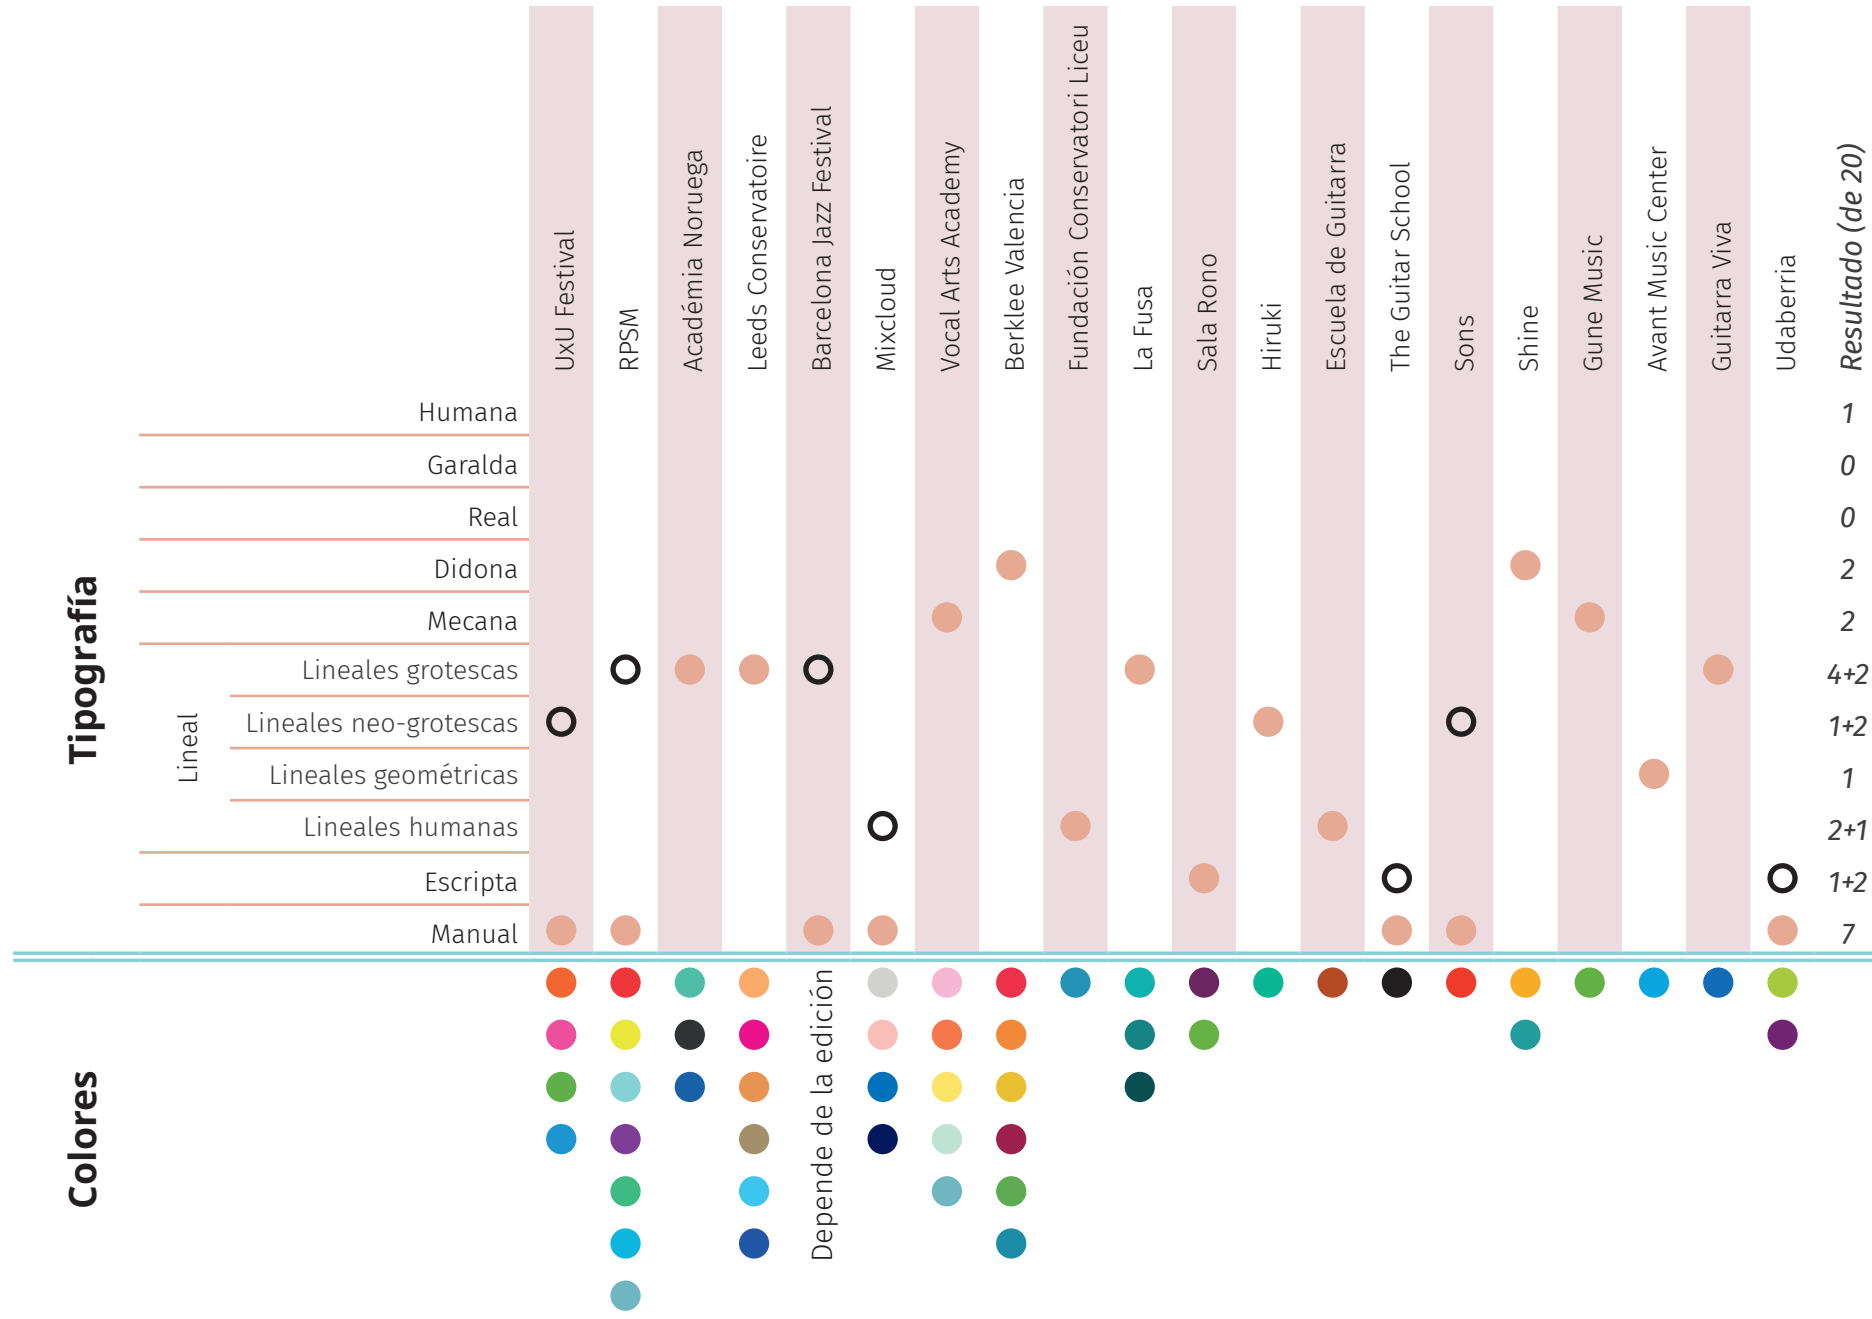 UxU Festival
RPSM
Académia Noruega
Leeds Conservatoire
Barcelona Jazz Festival
Mixcloud
Vocal Arts Academy
Berklee Valencia
Fundación Conservatori Liceu
La Fusa
Sala Rono
Hiruki
Escuela de Guitarra
The Guitar School
Sons
Shine
Gune Music
Avant Music Center
Guitarra Viva
Udaberria
Resultado (de 20)
Tipografía
Humana 1
Garalda 0
Real 0
Didona 2
Mecana 2
Lineal
Lineales grotescas 4+2
Lineales neo-grotescas 1+2
Lineales geométricas 1
Lineales humanas 2+1
Escripta 1+2
Manual 7
Colores
Depende de la edición